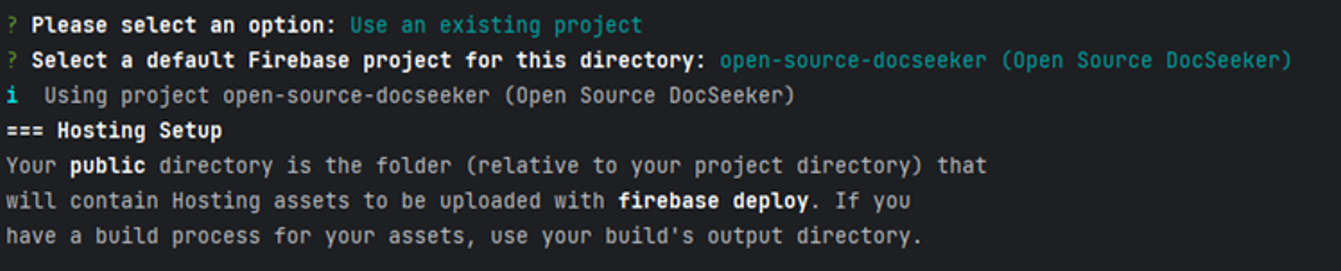 ? Please select an option: Use an existing project
? Select a default Firebase project for this directory: open-source-docseeker (Open Source DocSeeker)
i  Using project open-source-docseeker (Open Source DocSeeker)
=== Hosting Setup
Your public directory is the folder (relative to your project directory) that
will contain Hosting assets to be uploaded with firebase deploy. If you
have a build process for your assets, use your build's output directory.